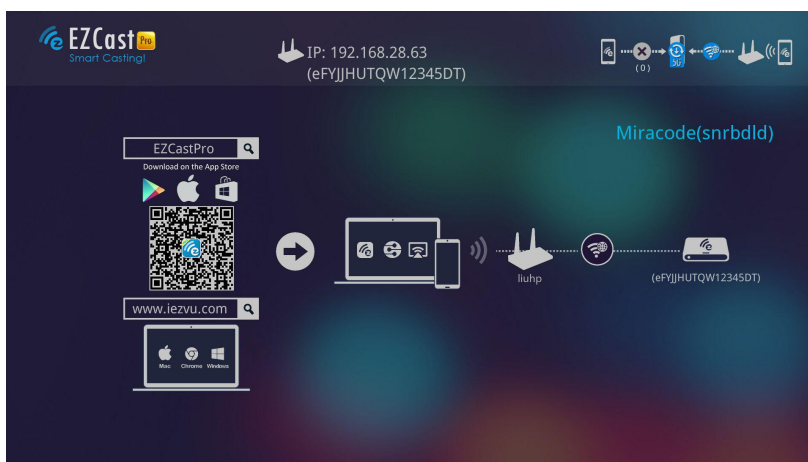 EZCast Pro
Smart Casting!
IP: 192.168.28.63
(eFYJJHUTQW12345DT)
(0)
5G
Miracode(snrbdld)
EZCastPro
Download on the App Store
www.iezvu.com
Mac Chrome Windows
liuhp
(eFYJJHUTQW12345DT)